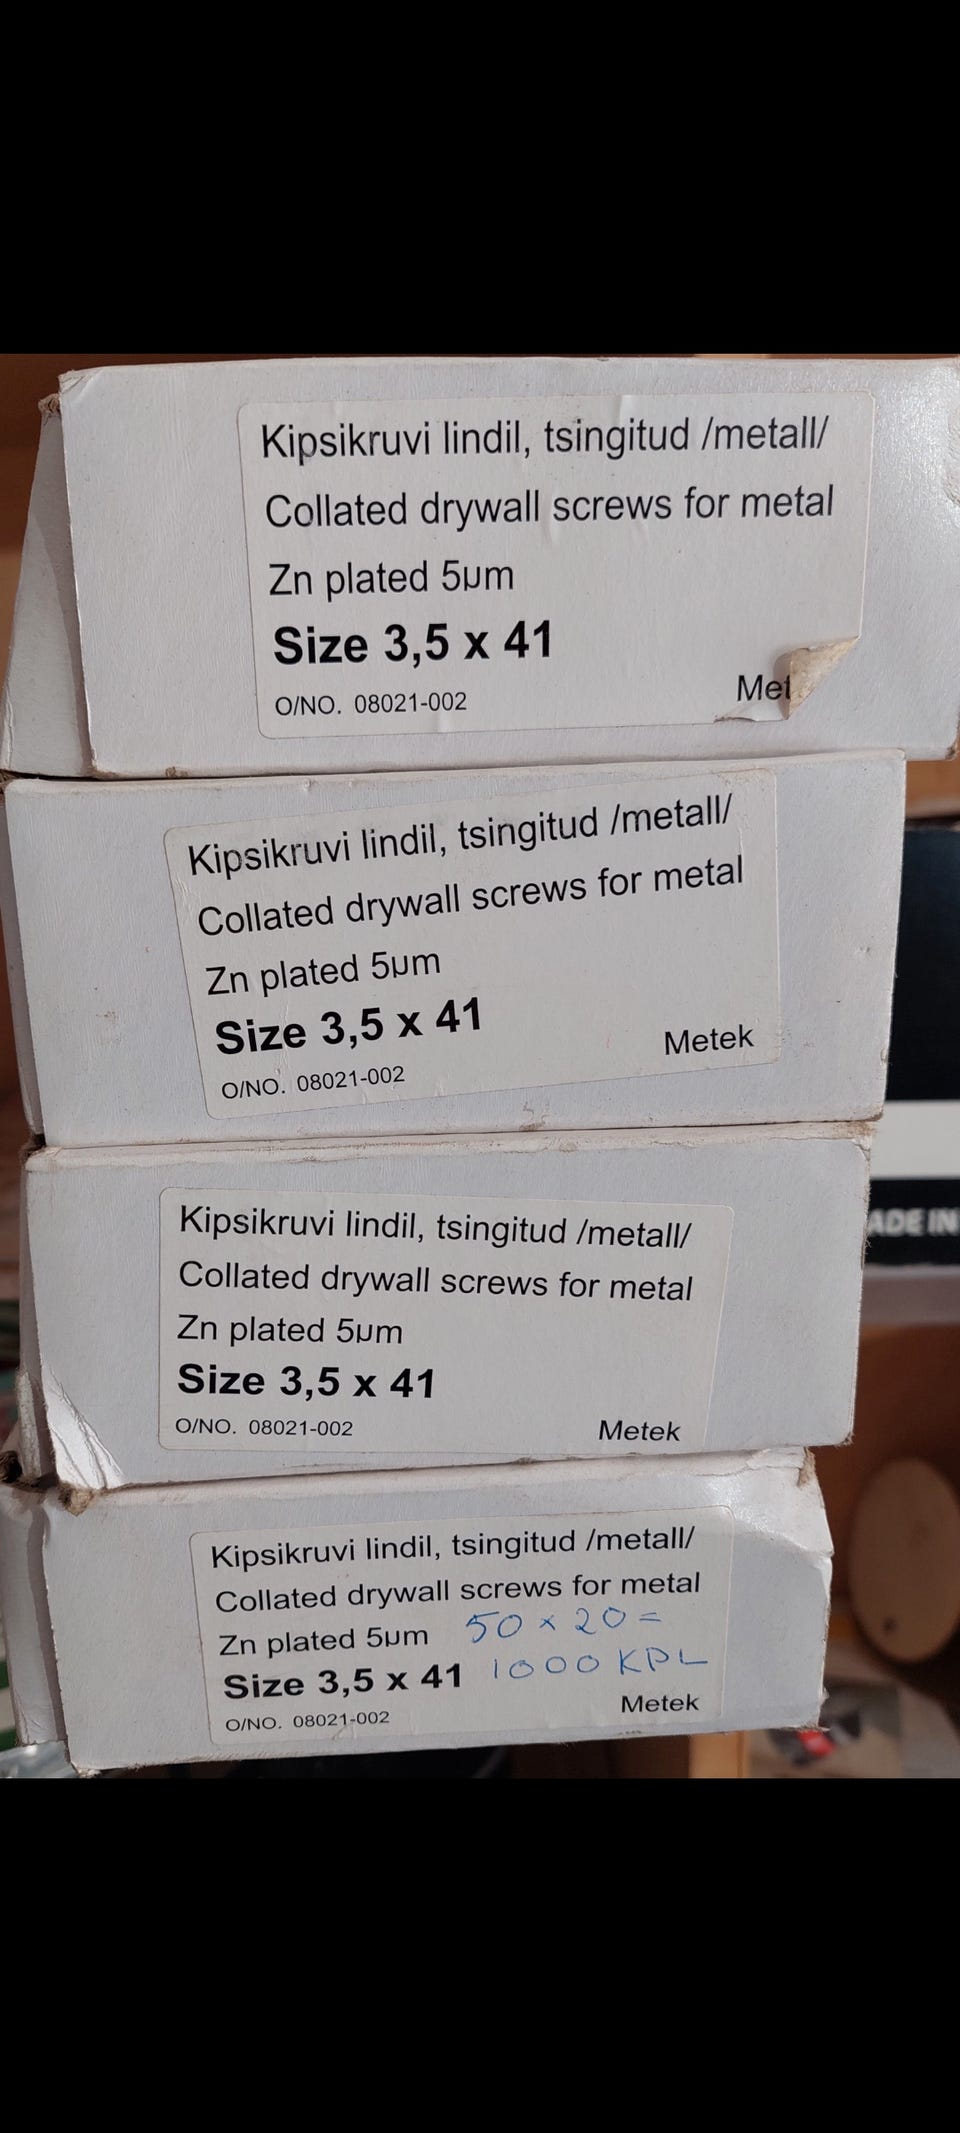 Kipsikruvi lindil, tsingitud /metall/
Collated drywall screws for metal
Zn plated 5µm
Size 3,5 x 41
O/NO. 08021-002
Met
Kipsikruvi lindil, tsingitud /metall/
Collated drywall screws for metal
Zn plated 5µm
Size 3,5 x 41
O/NO. 08021-002
Metek
ADE IN
Kipsikruvi lindil, tsingitud /metall/
Collated drywall screws for metal
Zn plated 5µm
Size 3,5 x 41
O/NO. 08021-002
Metek
Kipsikruvi lindil, tsingitud /metall/
Collated drywall screws for metal
Zn plated 5µm 50 x 20 =
Size 3,5 x 41 1000 KPL
O/NO. 08021-002
Metek